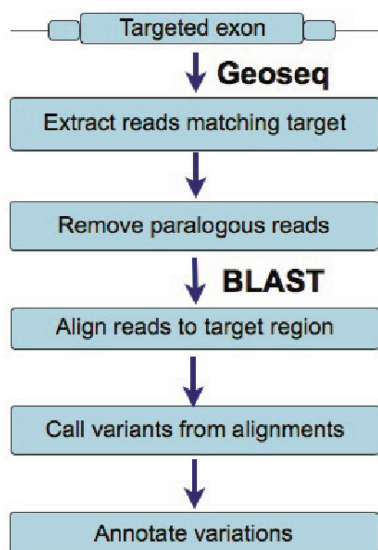 Targeted exon
Geoseq
Extract reads matching target
Remove paralogous reads
BLAST
Align reads to target region
Call variants from alignments
Annotate variations